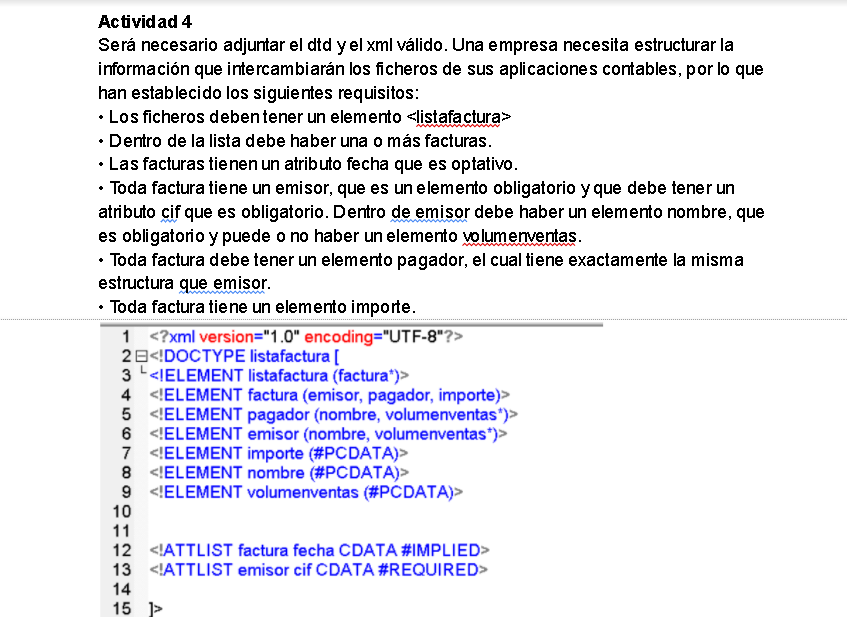 Actividad 4
Será necesario adjuntar el dtd y el xml válido. Una empresa necesita estructurar la
información que intercambiarán los ficheros de sus aplicaciones contables, por lo que
han establecido los siguientes requisitos:
• Los ficheros deben tener un elemento <listafactura>
• Dentro de la lista debe haber una o más facturas.
• Las facturas tienen un atributo fecha que es optativo.
• Toda factura tiene un emisor, que es un elemento obligatorio y que debe tener un
atributo cif que es obligatorio. Dentro de emisor debe haber un elemento nombre, que
es obligatorio y puede o no haber un elemento volumenventas.
• Toda factura debe tener un elemento pagador, el cual tiene exactamente la misma
estructura que emisor.
• Toda factura tiene un elemento importe.
1 <?xml version="1.0" encoding="UTF-8"?>
2 <!DOCTYPE listafactura [
3 <!ELEMENT listafactura (factura*)>
4 <!ELEMENT factura (emisor, pagador, importe)>
5 <!ELEMENT pagador (nombre, volumenventas*)>
6 <!ELEMENT emisor (nombre, volumenventas*)>
7 <!ELEMENT importe (#PCDATA)>
8 <!ELEMENT nombre (#PCDATA)>
9 <!ELEMENT volumenventas (#PCDATA)>
10
11
12 <!ATTLIST factura fecha CDATA #IMPLIED>
13 <!ATTLIST emisor cif CDATA #REQUIRED>
14
15 ]>